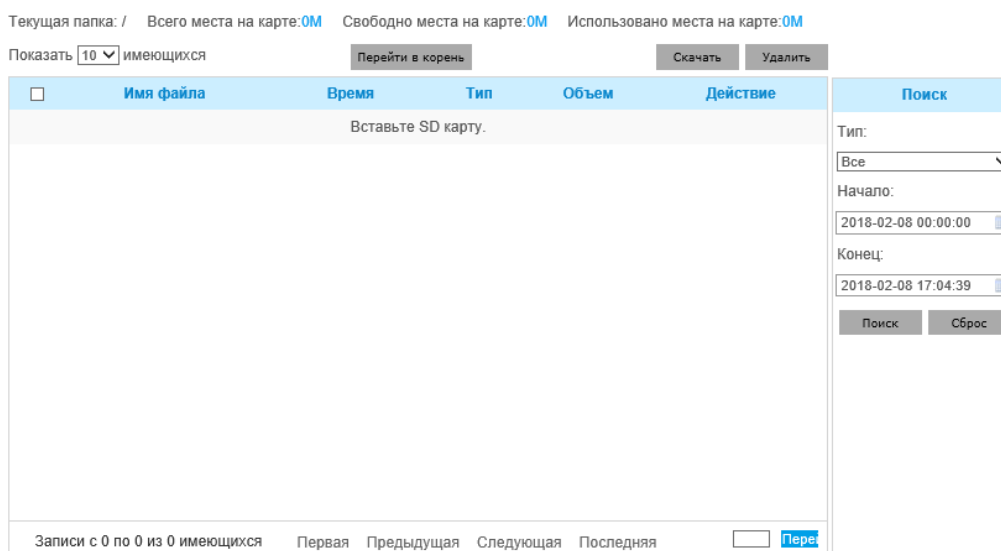 Текущая папка: / Всего места на карте:0M Свободно места на карте:0M Использовано места на карте:0M
Показать 10 имеющихся Перейти в корень Скачать Удалить
Имя файла Время Тип Объем Действие
Вставьте SD карту.
Записи с 0 по 0 из 0 имеющихся Первая Предыдущая Следующая Последняя
Поиск
Тип:
Все
Начало:
2018-02-08 00:00:00
Конец:
2018-02-08 17:04:39
Поиск Сброс